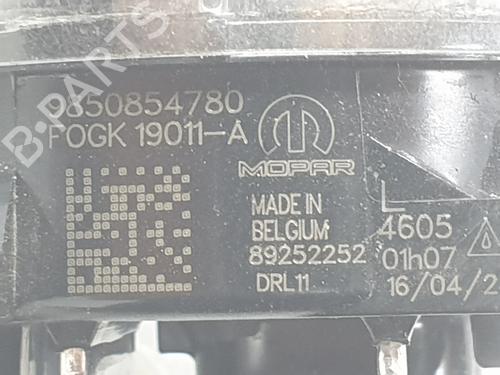 850854780
FOGK 19011-A
MOPAR
MADE IN
BELGIUM
89252252
DRL11
L
4605
01h07
16/04/2
B-PARTS